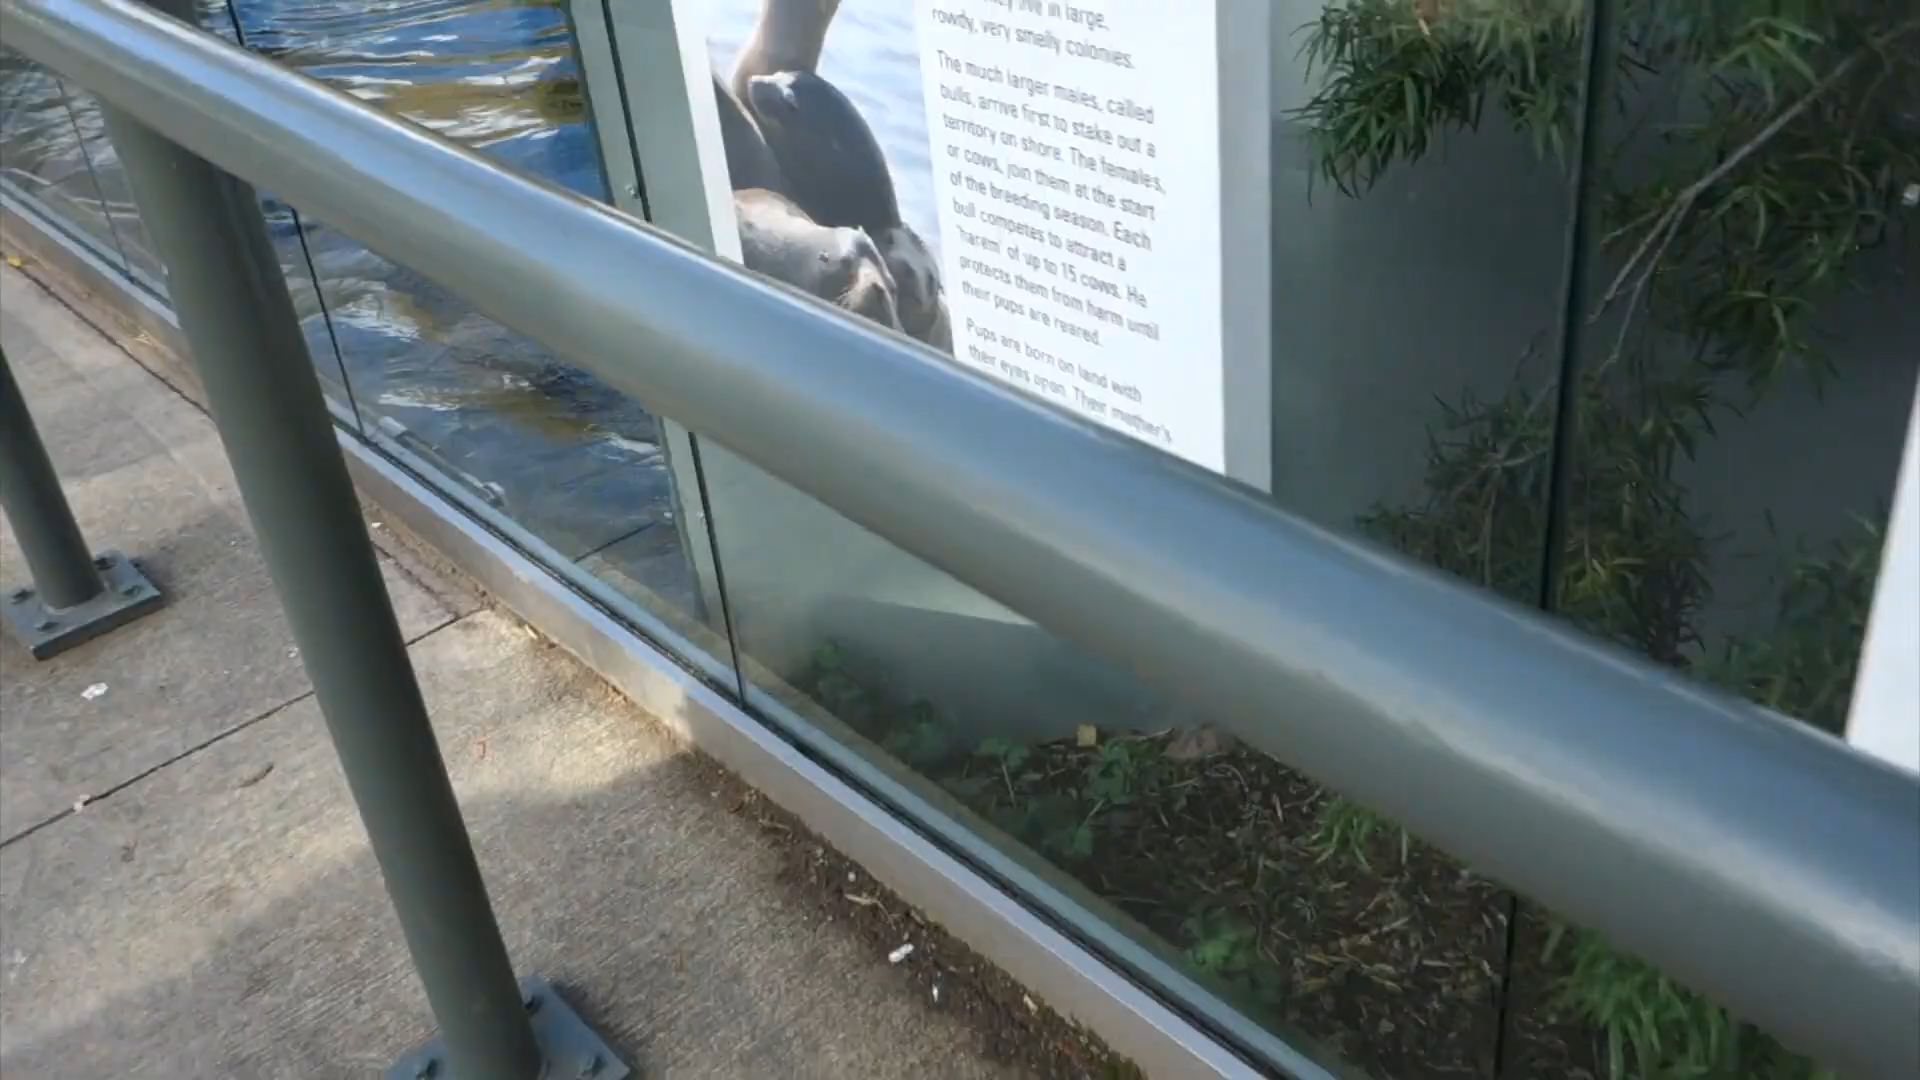 live in large,
rowdy, very smelly colonies.
The much larger males, called
bulls, arrive first to stake out a
territory on shore. The females,
or cows, join them at the start
of the breeding season. Each
bull competes to attract a
'harem' of up to 15 cows. He
protects them from harm until
their pups are reared.
Pups are born on land with
their eyes open. Their mother's